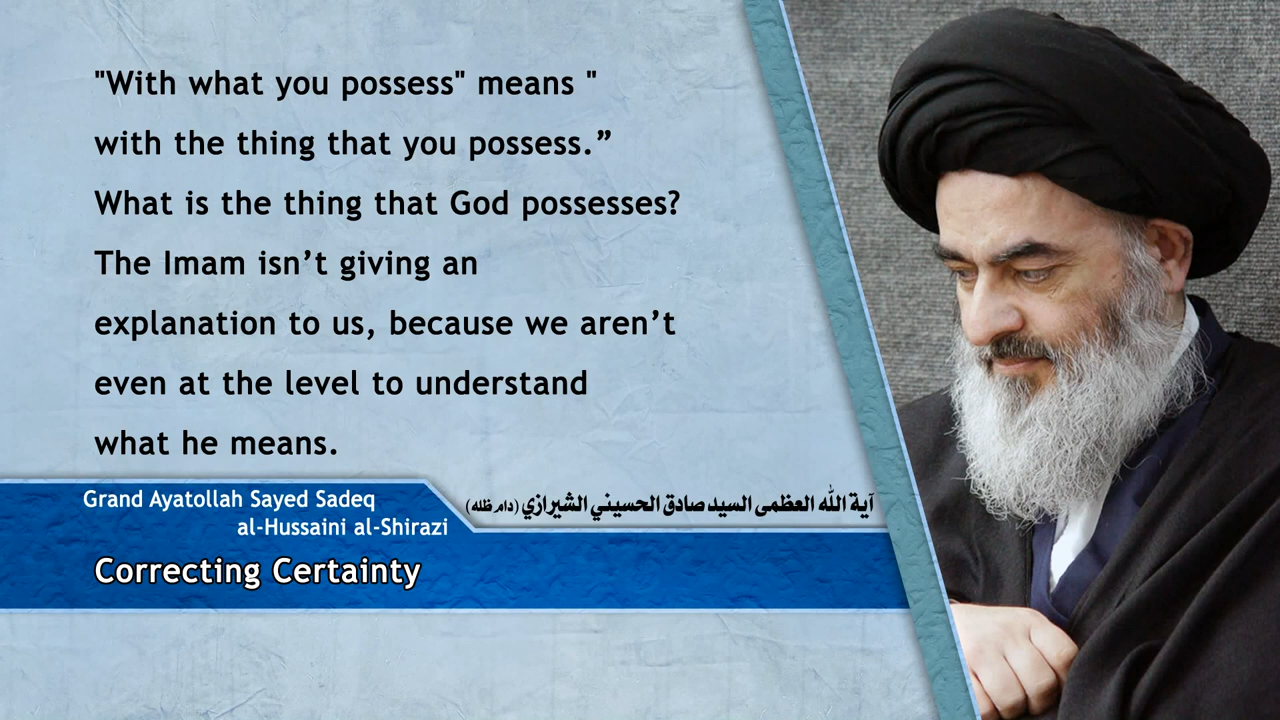 "With what you possess" means "
with the thing that you possess.”
What is the thing that God possesses?
The Imam isn’t giving an
explanation to us, because we aren’t
even at the level to understand
what he means.
Grand Ayatollah Sayed Sadeq
al-Hussaini al-Shirazi
آية الله العظمى السيد صادق الحسيني الشيرازي (دام ظله)
Correcting Certainty